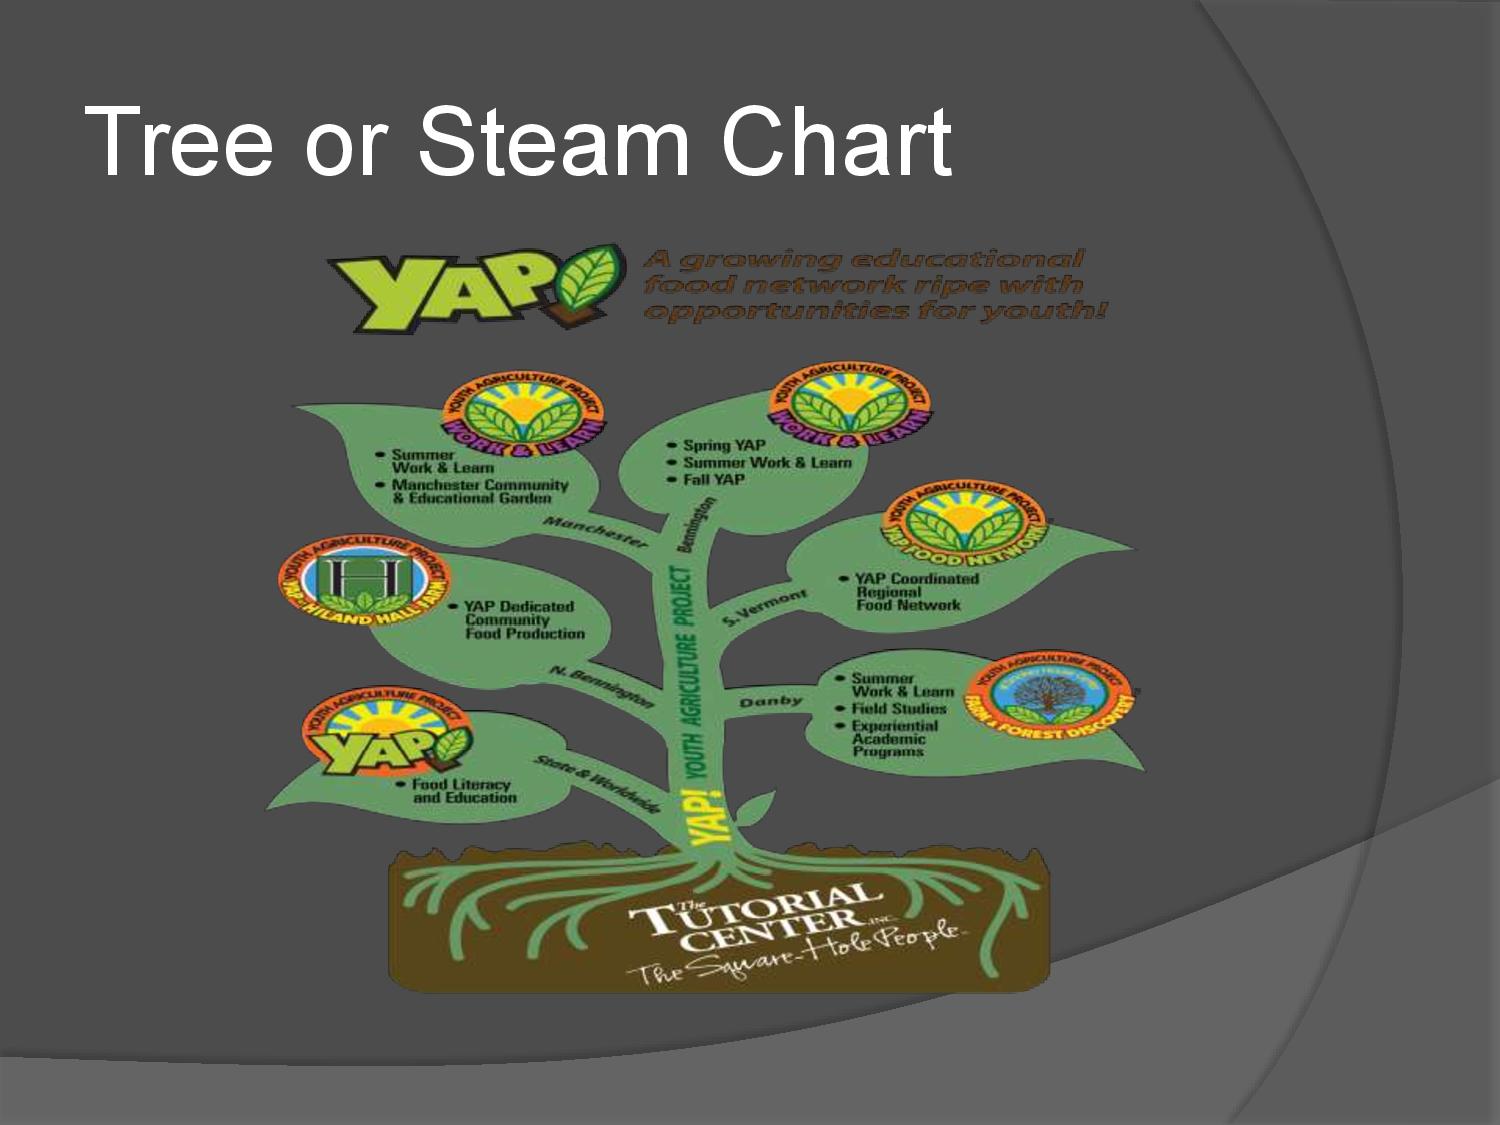 Tree or Steam Chart
YAP!
A growing educational
food network ripe with
opportunities for youth!
YOUTH AGRICULTURE PROJECT
WORK & LEARN
• Summer
Work & Learn
• Manchester Community
& Educational Garden
Manchester
YOUTH AGRICULTURE PROJECT
WORK & LEARN
• Spring YAP
• Summer Work & Learn
• Fall YAP
Bennington
YOUTH AGRICULTURE PROJECT
YAP FOOD NETWORK
• YAP Coordinated
Regional
Food Network
S. Vermont
YOUTH AGRICULTURE PROJECT
H
YAP - HILAND HALL FARM
• YAP Dedicated
Community
Food Production
N. Bennington
YOUTH AGRICULTURE PROJECT
FARM & FOREST DISCOVERY
• Summer
Work & Learn
• Field Studies
• Experiential
Academic
Programs
Danby
YOUTH AGRICULTURE PROJECT
YAP
• Food Literacy
and Education
State & Worldwide
YAP! YOUTH AGRICULTURE PROJECT
The
TUTORIAL
CENTER, INC.
The Square-Hole People